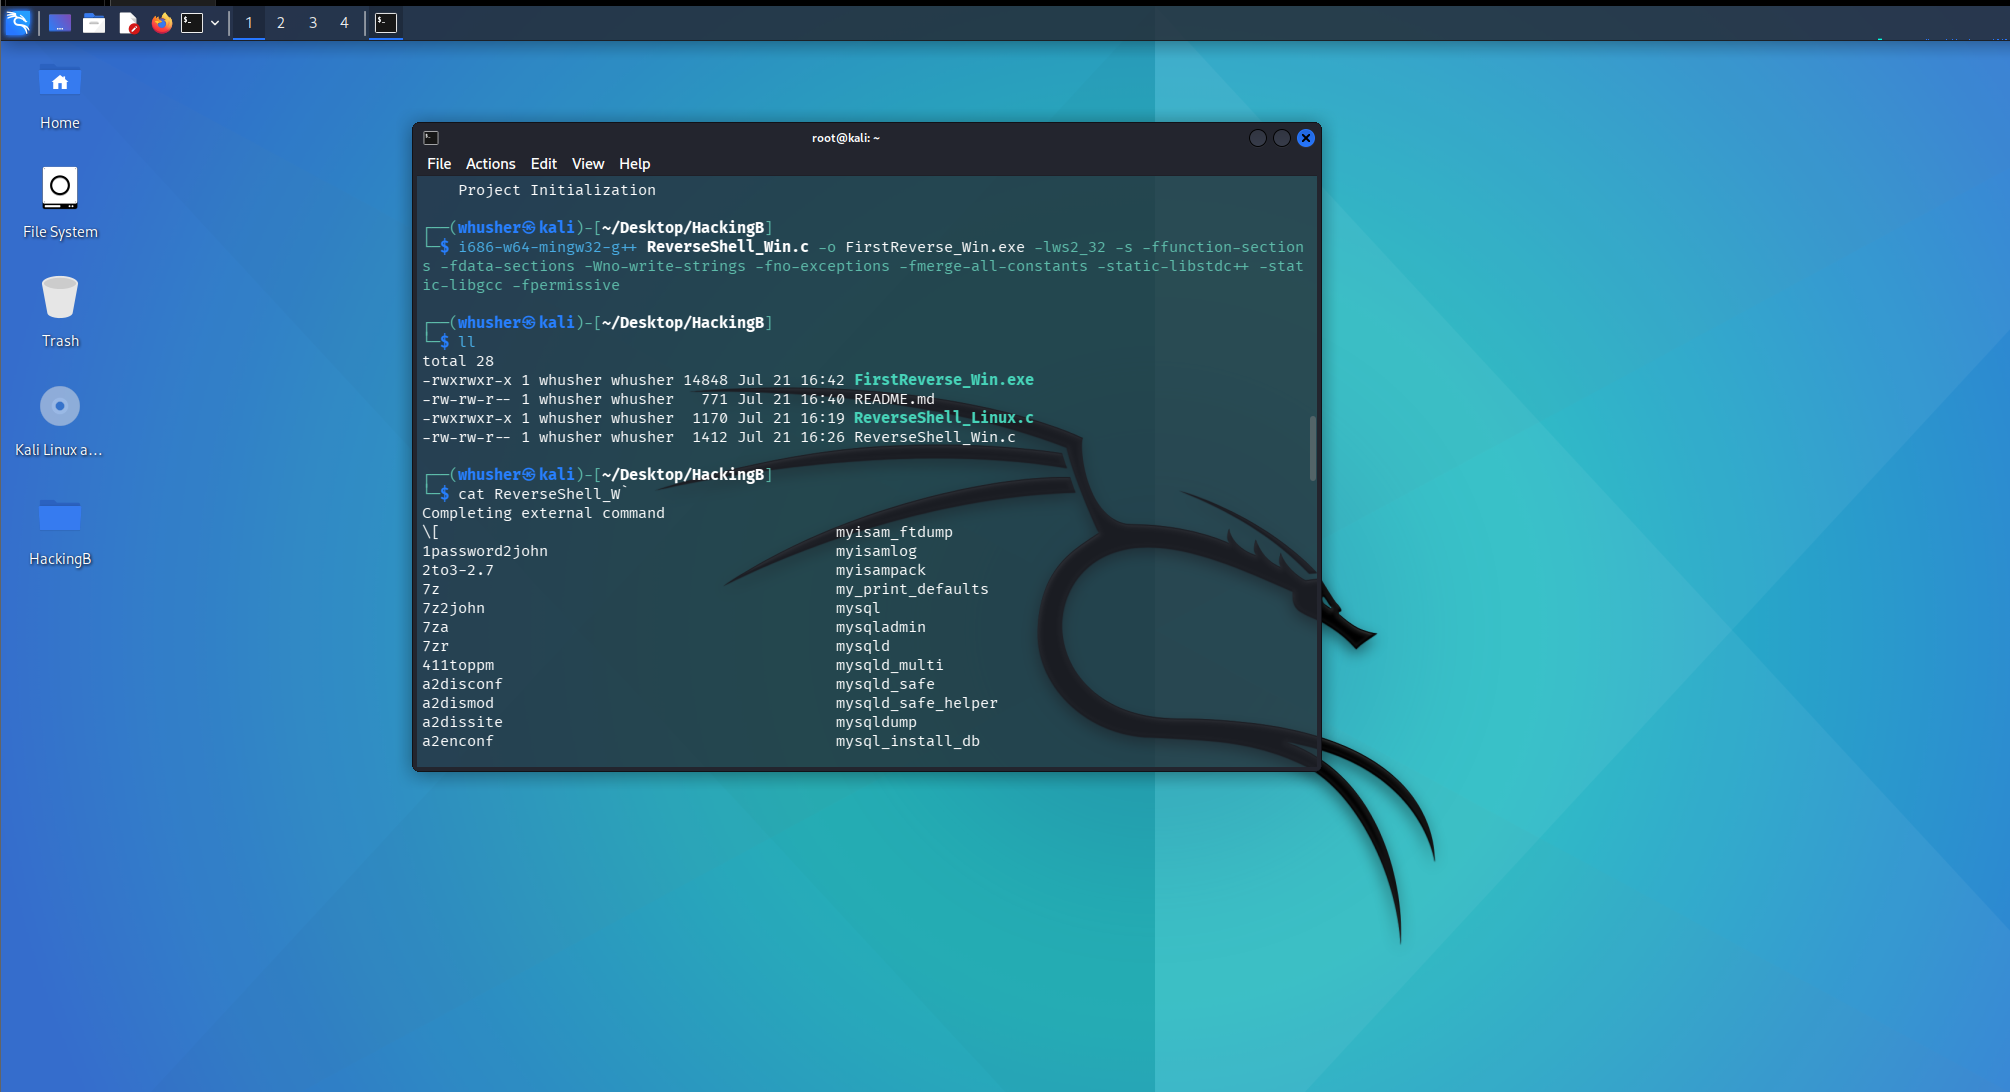 1 2 3 4
Home
File System
Trash
Kali Linux a...
HackingB
root@kali: ~
File Actions Edit View Help
Project Initialization
┌──(whusher㉿kali)-[~/Desktop/HackingB]
└─$ i686-w64-mingw32-g++ ReverseShell_Win.c -o FirstReverse_Win.exe -lws2_32 -s -ffunction-section
s -fdata-sections -Wno-write-strings -fno-exceptions -fmerge-all-constants -static-libstdc++ -stat
ic-libgcc -fpermissive
┌──(whusher㉿kali)-[~/Desktop/HackingB]
└─$ ll
total 28
-rwxrwxr-x 1 whusher whusher 14848 Jul 21 16:42 FirstReverse_Win.exe
-rw-rw-r-- 1 whusher whusher   771 Jul 21 16:40 README.md
-rwxrwxr-x 1 whusher whusher  1170 Jul 21 16:19 ReverseShell_Linux.c
-rw-rw-r-- 1 whusher whusher  1412 Jul 21 16:26 ReverseShell_Win.c
┌──(whusher㉿kali)-[~/Desktop/HackingB]
└─$ cat ReverseShell_W`
Completing external command
\[ myisam_ftdump
1password2john myisamlog
2to3-2.7 myisampack
7z my_print_defaults
7z2john mysql
7za mysqladmin
7zr mysqld
411toppm mysqld_multi
a2disconf mysqld_safe
a2dismod mysqld_safe_helper
a2dissite mysqldump
a2enconf mysql_install_db